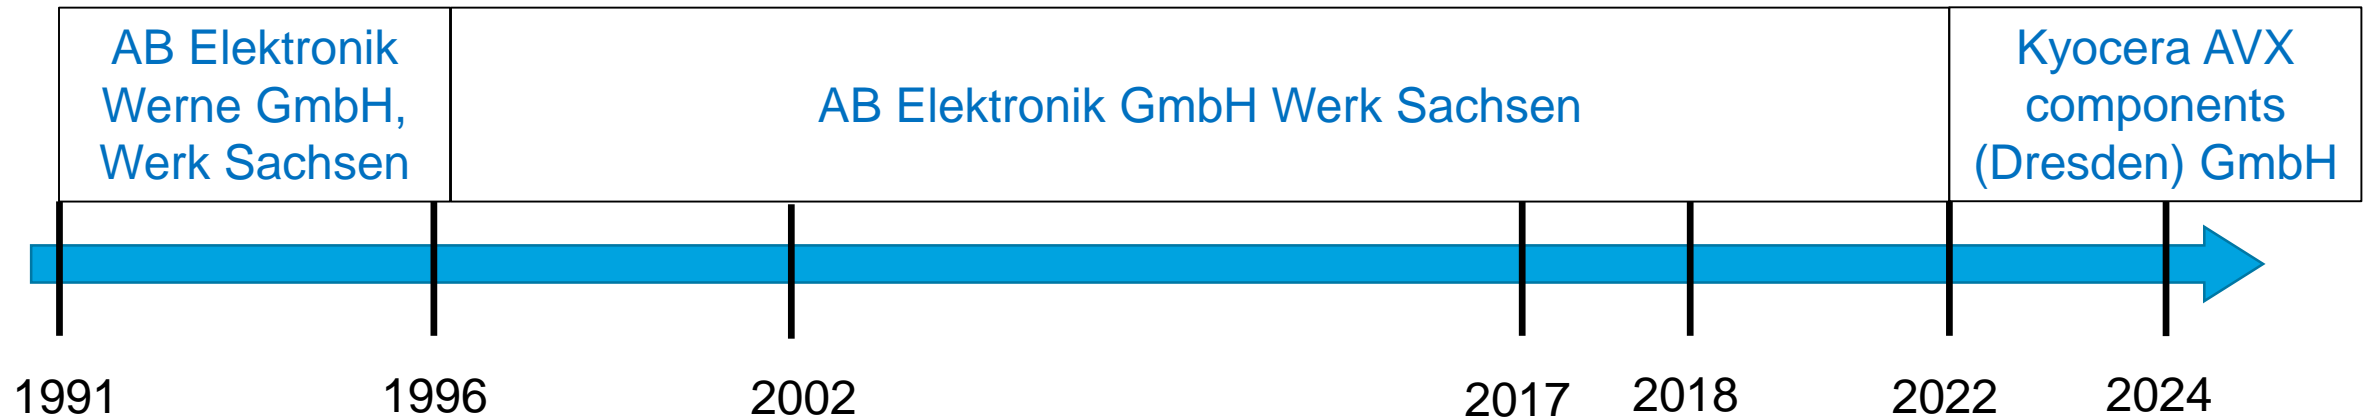 AB Elektronik
Werne GmbH,
Werk Sachsen
AB Elektronik GmbH Werk Sachsen
Kyocera AVX
components
(Dresden) GmbH
1991
1996
2002
2017
2018
2022
2024